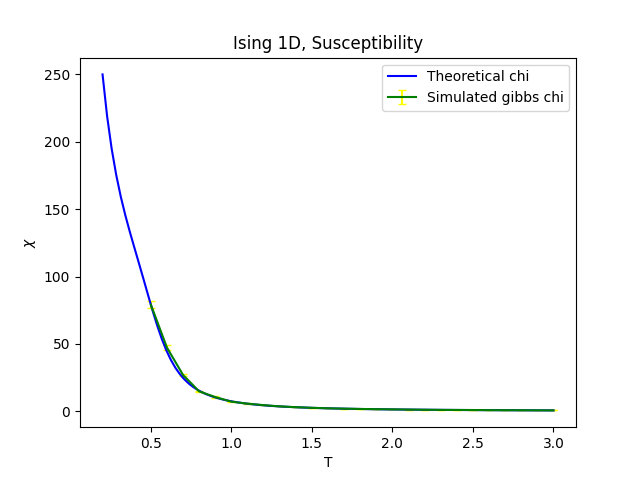 Ising 1D, Susceptibility
Theoretical chi
Simulated gibbs chi
250
200
150
100
50
0
χ
0.5 1.0 1.5 2.0 2.5 3.0
T